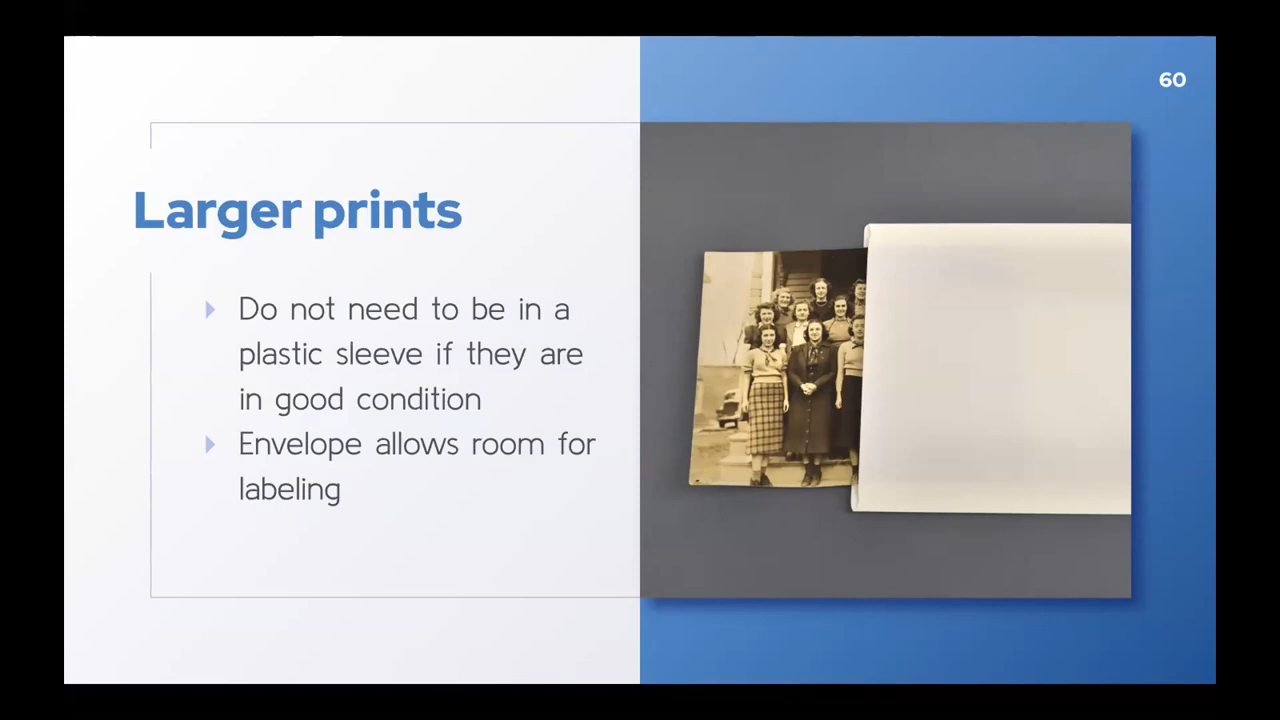 60
Larger prints
Do not need to be in a
plastic sleeve if they are
in good condition
Envelope allows room for
labeling